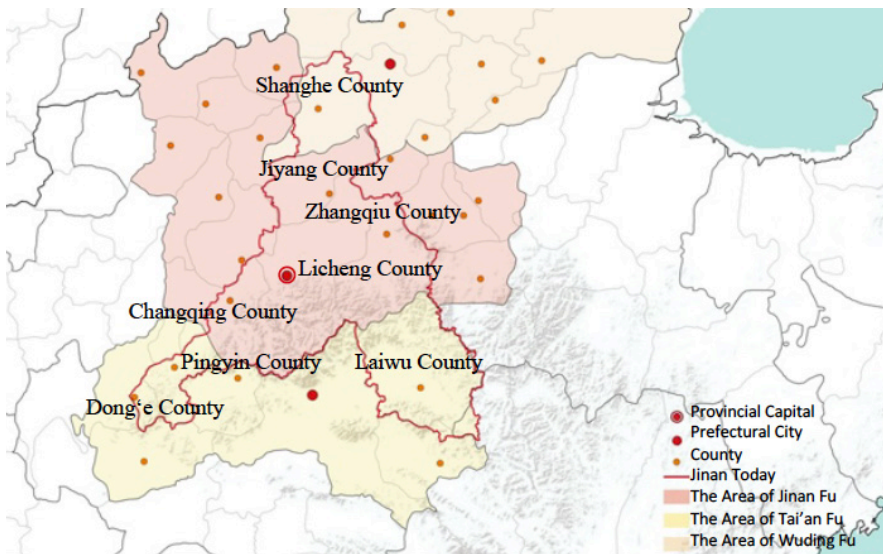 Shanghe County
Jiyang County
Zhangqiu County
Licheng County
Changqing County
Pingyin County
Laiwu County
Dong‘e County
Provincial Capital
Prefectural City
County
Jinan Today
The Area of Jinan Fu
The Area of Tai’an Fu
The Area of Wuding Fu